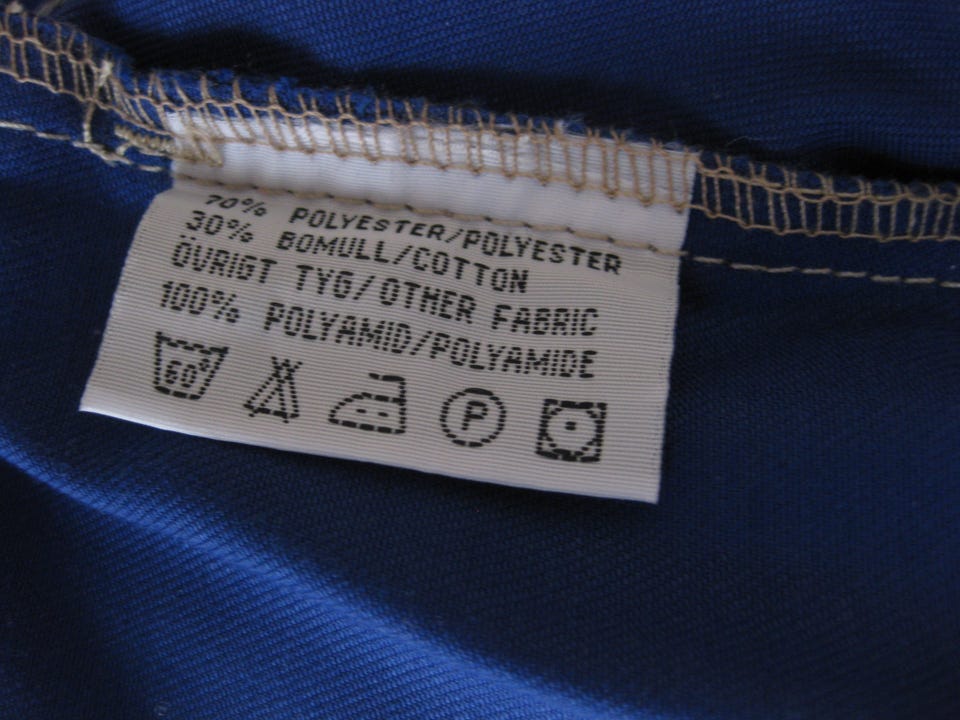 70% POLYESTER/POLYESTER
30% BOMULL/COTTON
ÖVRIGT TYG/OTHER FABRIC
100% POLYAMID/POLYAMIDE
60° P